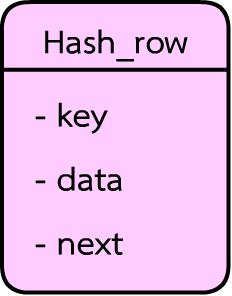 Hash_row
- key
- data
- next